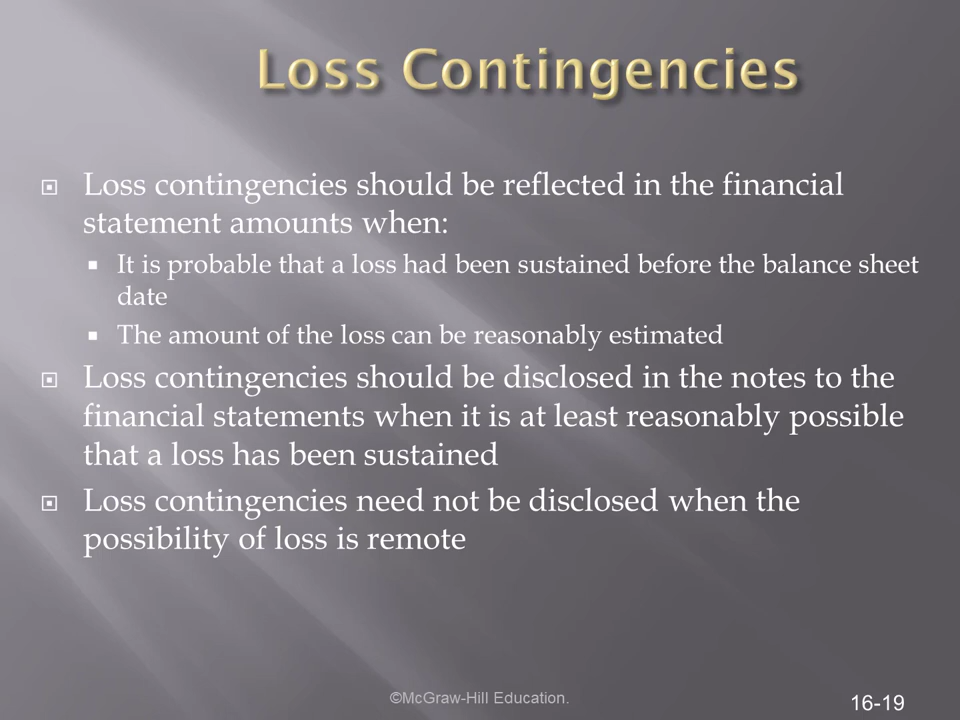 Loss Contingencies
Loss contingencies should be reflected in the financial
statement amounts when:
It is probable that a loss had been sustained before the balance sheet
date
The amount of the loss can be reasonably estimated
Loss contingencies should be disclosed in the notes to the
financial statements when it is at least reasonably possible
that a loss has been sustained
Loss contingencies need not be disclosed when the
possibility of loss is remote
©McGraw-Hill Education.
16-19